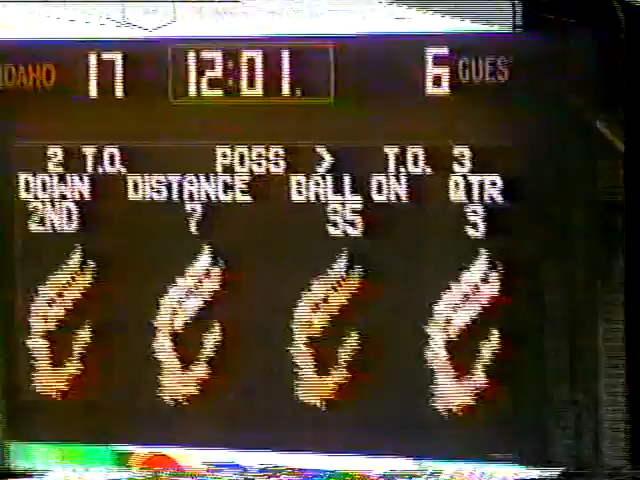 IDAHO 17 12:01. 6 GUES
2 T.O. POSS > T.O. 3
DOWN DISTANCE BALL ON QTR
2ND 7 35 3